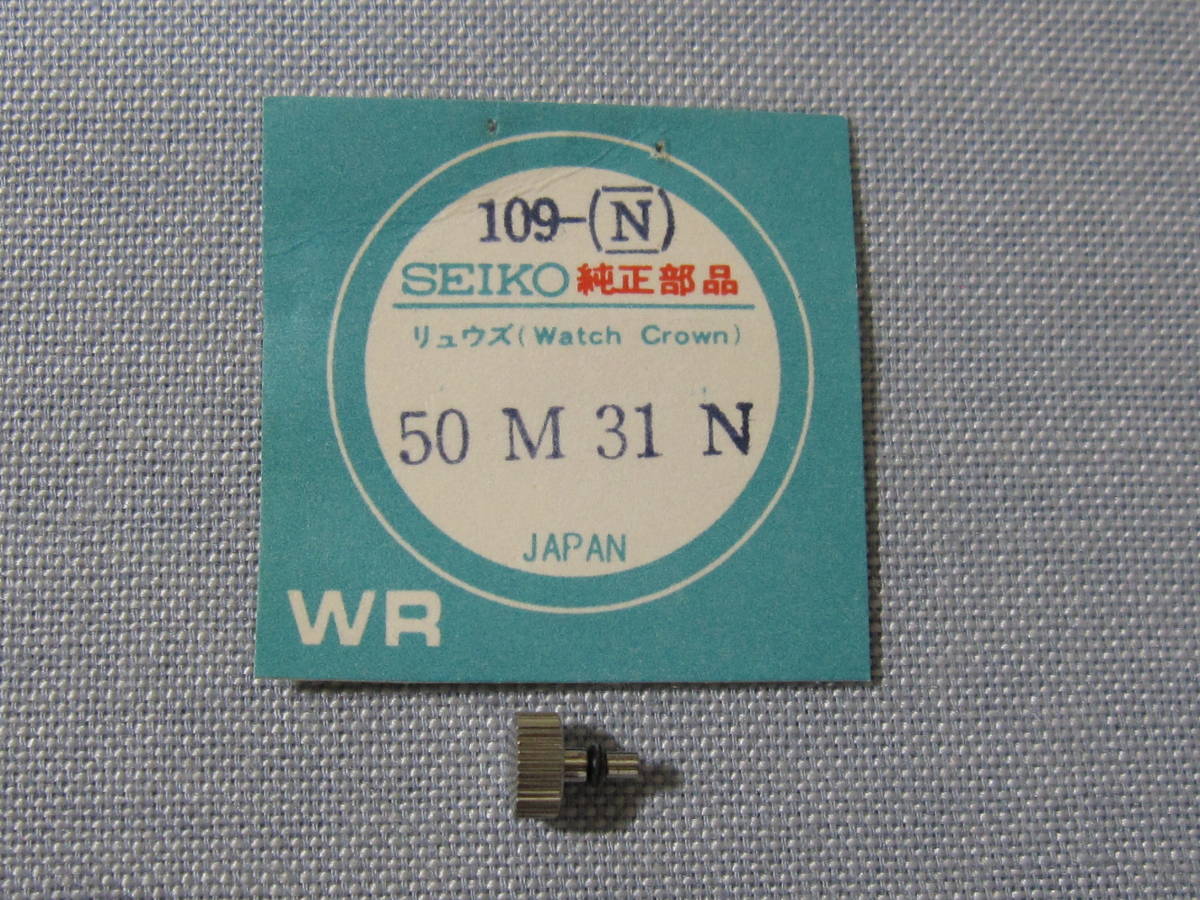 109-(N)
SEIKO 純正部品
リュウズ(Watch Crown)
50 M 31 N
JAPAN
WR